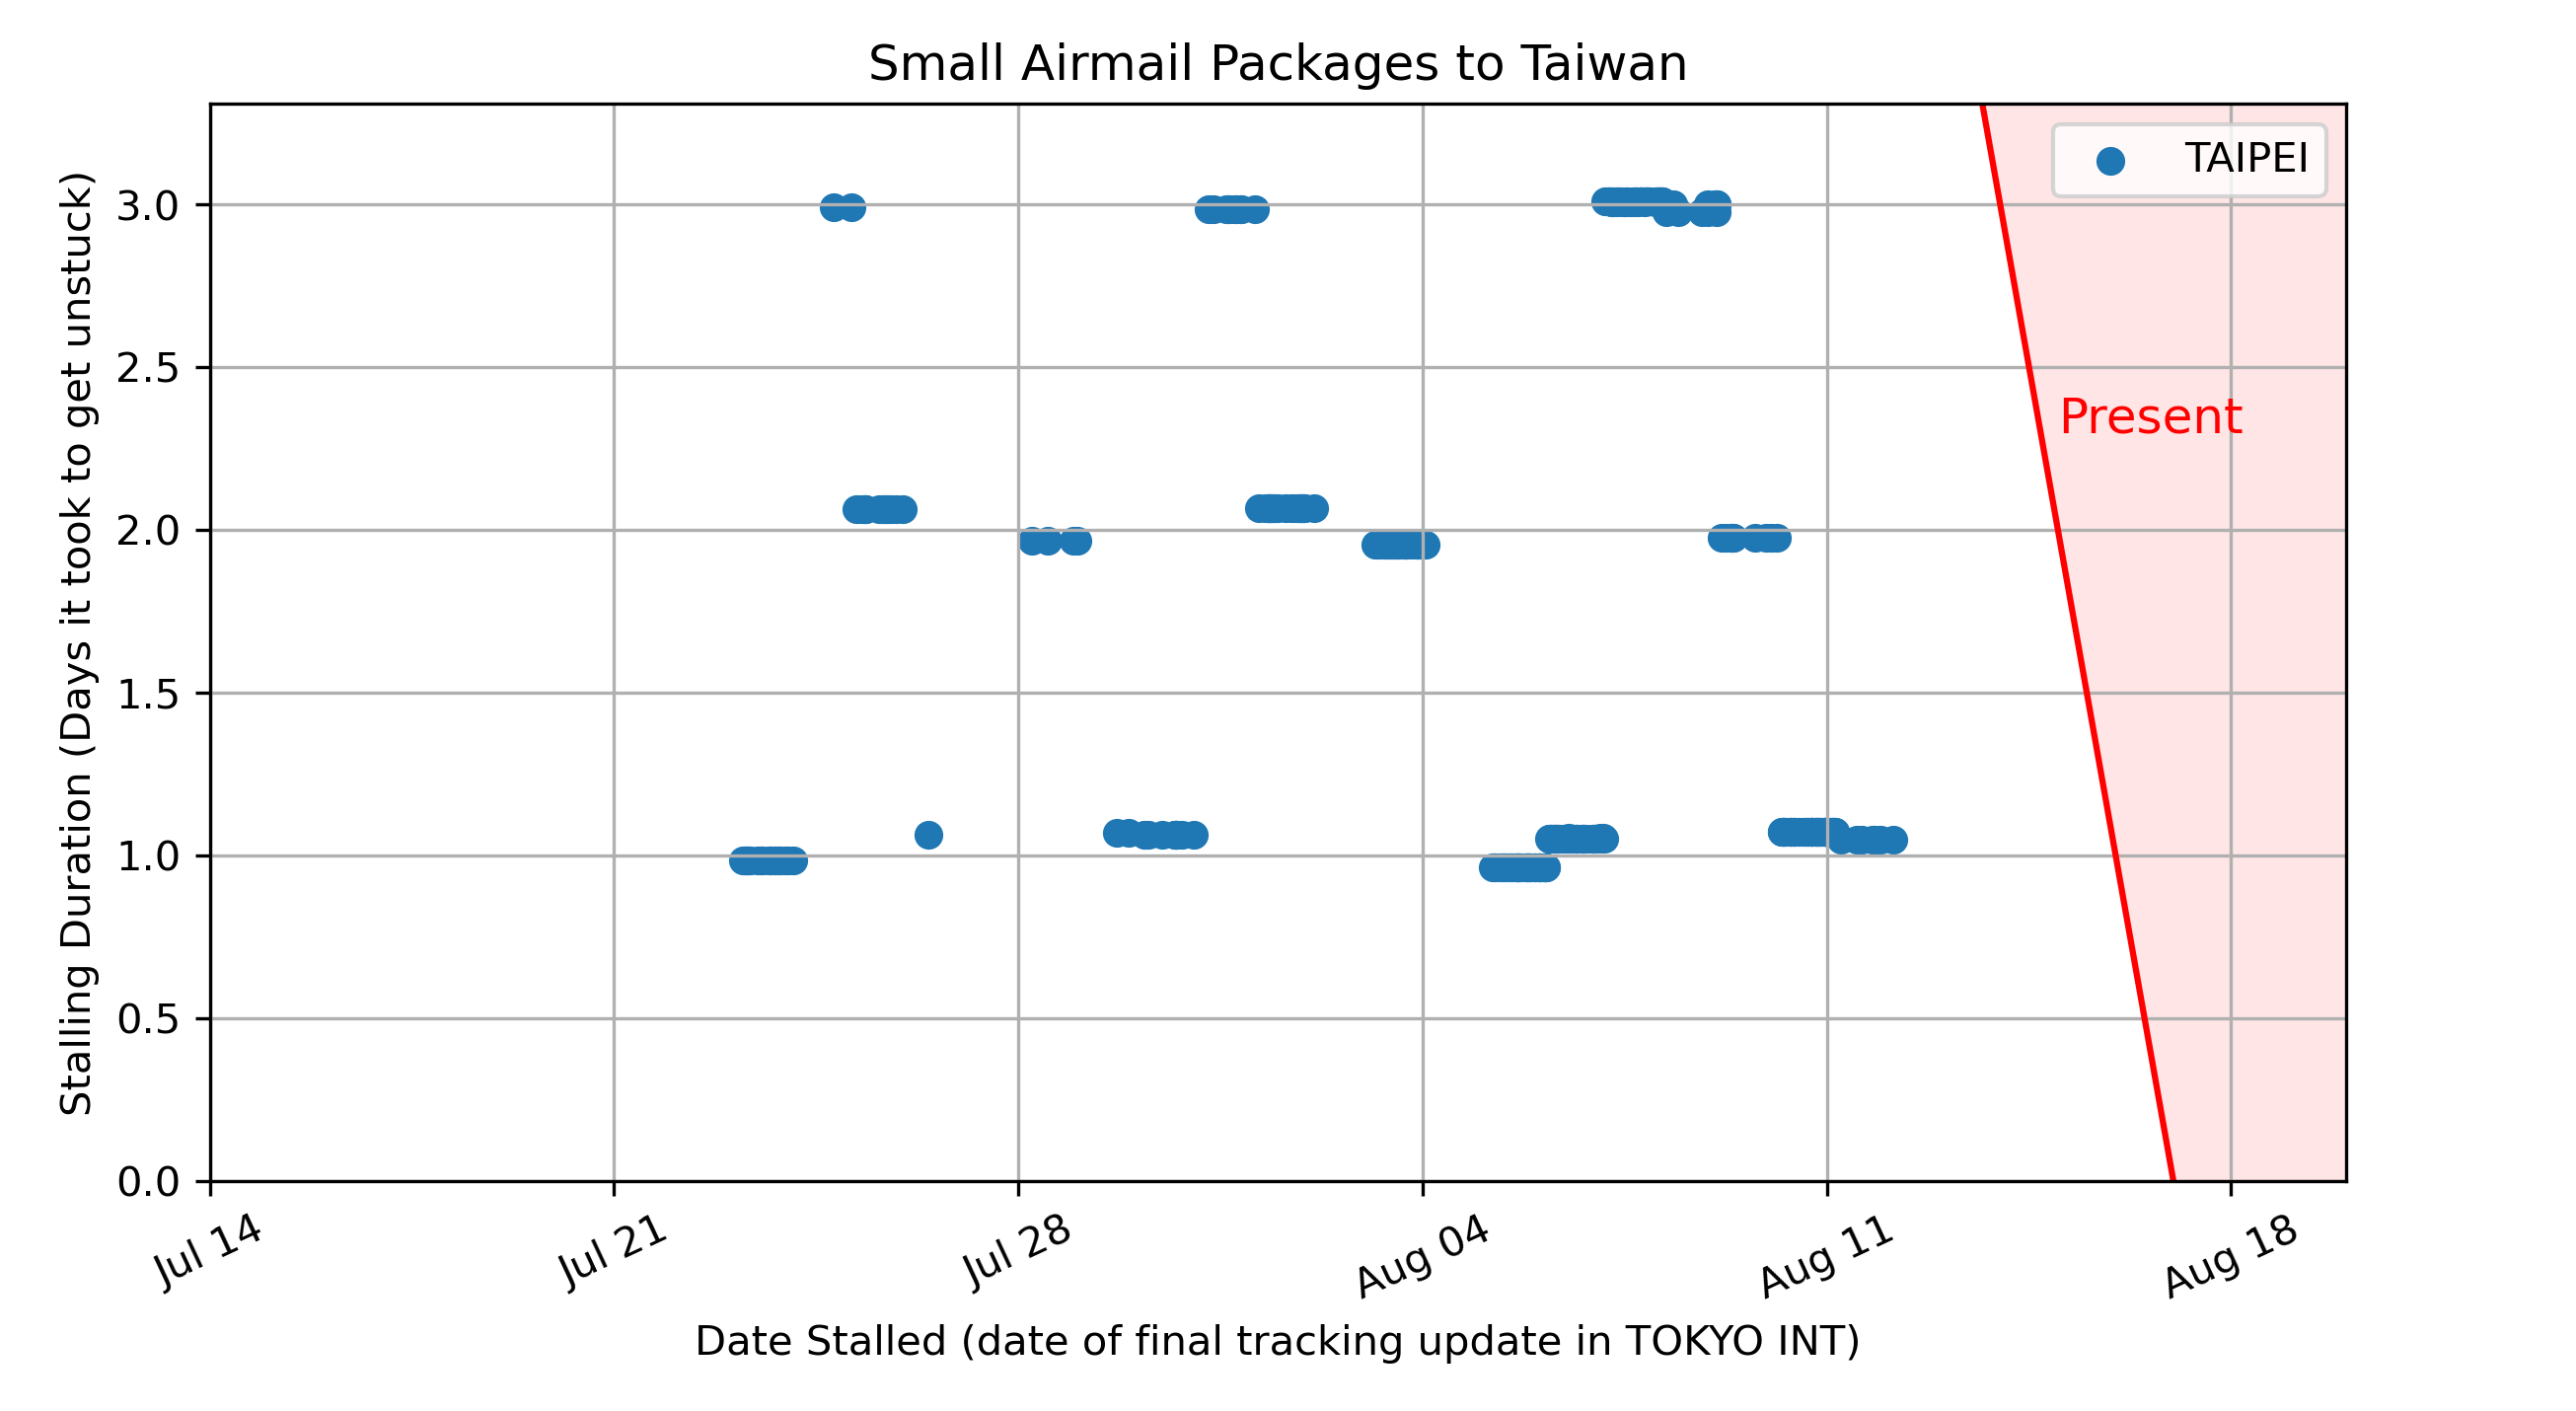 Small Airmail Packages to Taiwan
Stalling Duration (Days it took to get unstuck)
3.0
2.5
2.0
1.5
1.0
0.5
0.0
TAIPEI
Present
Jul 14
Jul 21
Jul 28
Aug 04
Aug 11
Aug 18
Date Stalled (date of final tracking update in TOKYO INT)